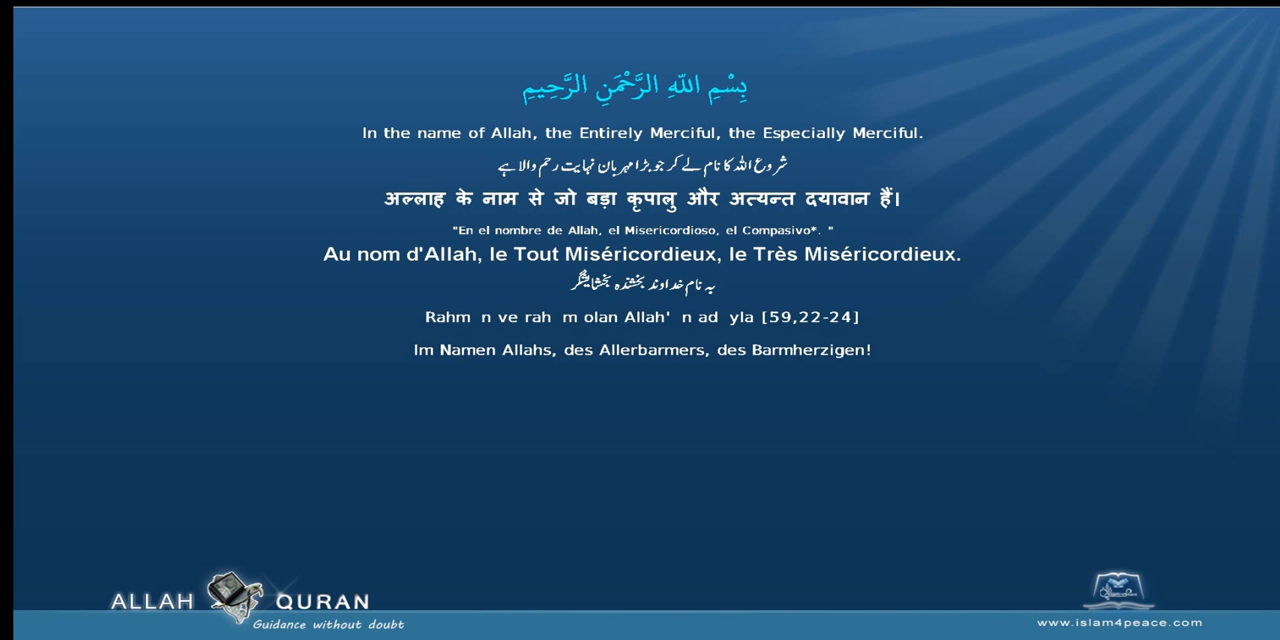 بِسْمِ اللَّهِ الرَّحْمَنِ الرَّحِيمِ
In the name of Allah, the Entirely Merciful, the Especially Merciful.
شروع اللہ کا نام لے کر جو بڑا مہربان نہایت رحم والا ہے
अल्लाह के नाम से जो बड़ा कृपालु और अत्यन्त दयावान हैं।
"En el nombre de Allah, el Misericordioso, el Compasivo*. "
Au nom d'Allah, le Tout Miséricordieux, le Très Miséricordieux.
به نام خداوند بخشنده بخشایشگر
Rahm n ve rah m olan Allah' n ad yla [59,22-24]
Im Namen Allahs, des Allerbarmers, des Barmherzigen!
ALLAH QURAN
Guidance without doubt
www.islam4peace.com